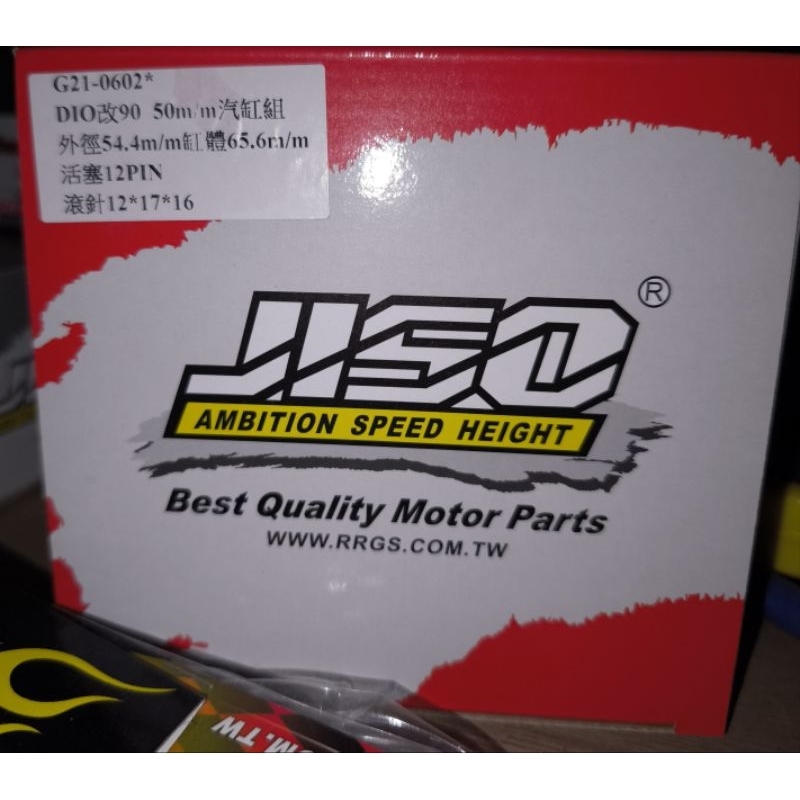 G21-0602*
DIO改90 50m/m汽缸組
外徑54.4m/m缸體65.6m/m
活塞12PIN
滾針12*17*16
JISO
®
AMBITION SPEED HEIGHT
Best Quality Motor Parts
WWW.RRGS.COM.TW
OM.TW